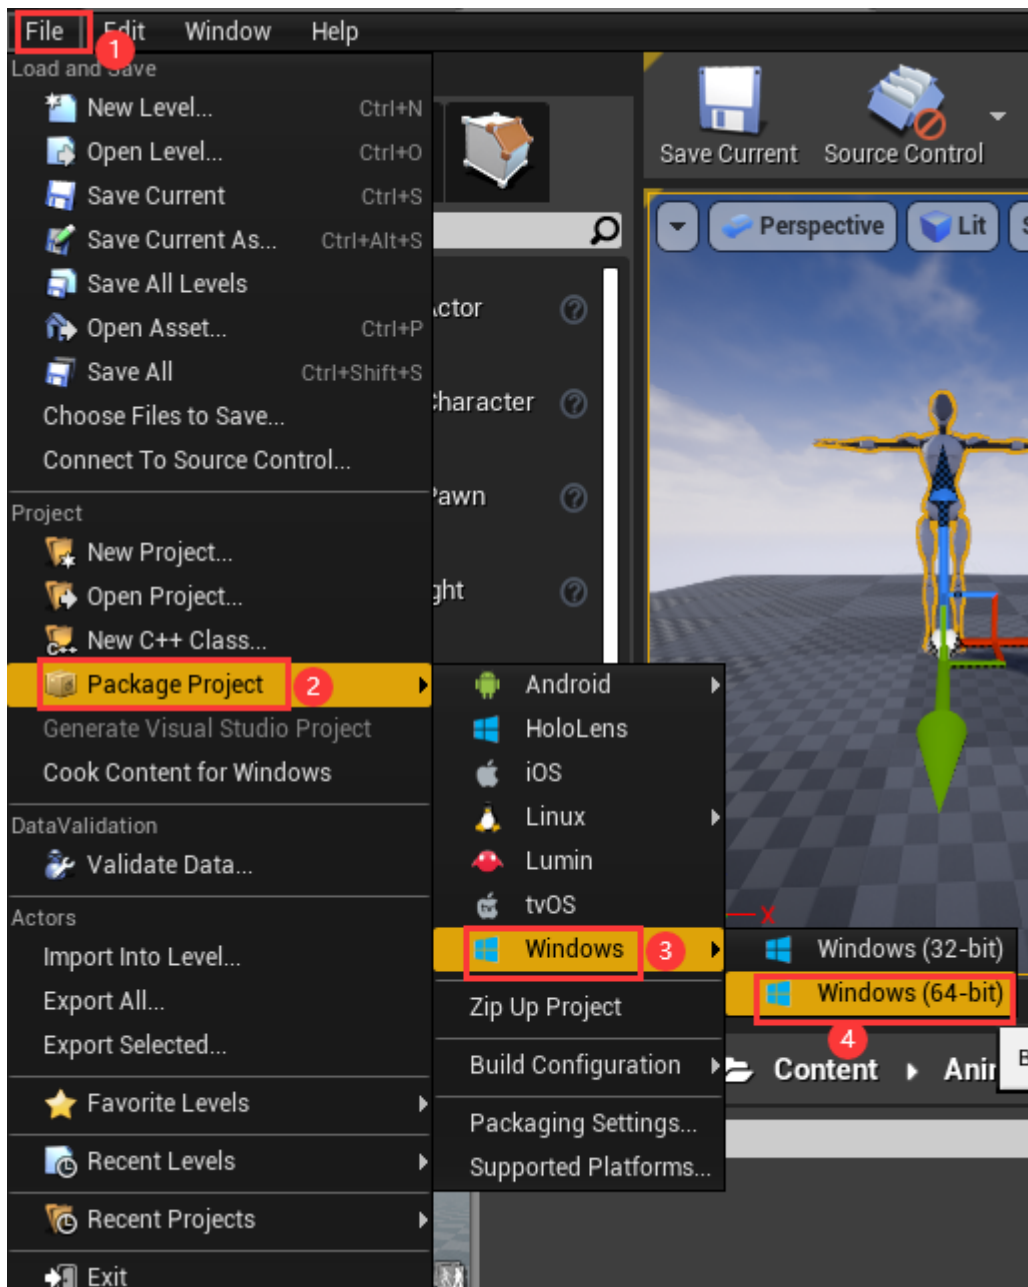 File Edit Window Help
1
Load and Save
New Level... Ctrl+N
Open Level... Ctrl+O
Save Current Ctrl+S
Save Current As... Ctrl+Alt+S
Save All Levels
Open Asset... Ctrl+P
Save All Ctrl+Shift+S
Choose Files to Save...
Connect To Source Control...
Project
New Project...
Open Project...
New C++ Class...
Package Project 2
Generate Visual Studio Project
Cook Content for Windows
DataValidation
Validate Data...
Actors
Import Into Level...
Export All...
Export Selected...
Favorite Levels
Recent Levels
Recent Projects
Exit
Save Current Source Control
Perspective Lit
Android
HoloLens
iOS
Linux
Lumin
tvOS
Windows 3
Zip Up Project
Build Configuration
Packaging Settings...
Supported Platforms...
X
Windows (32-bit)
Windows (64-bit)
4
Content